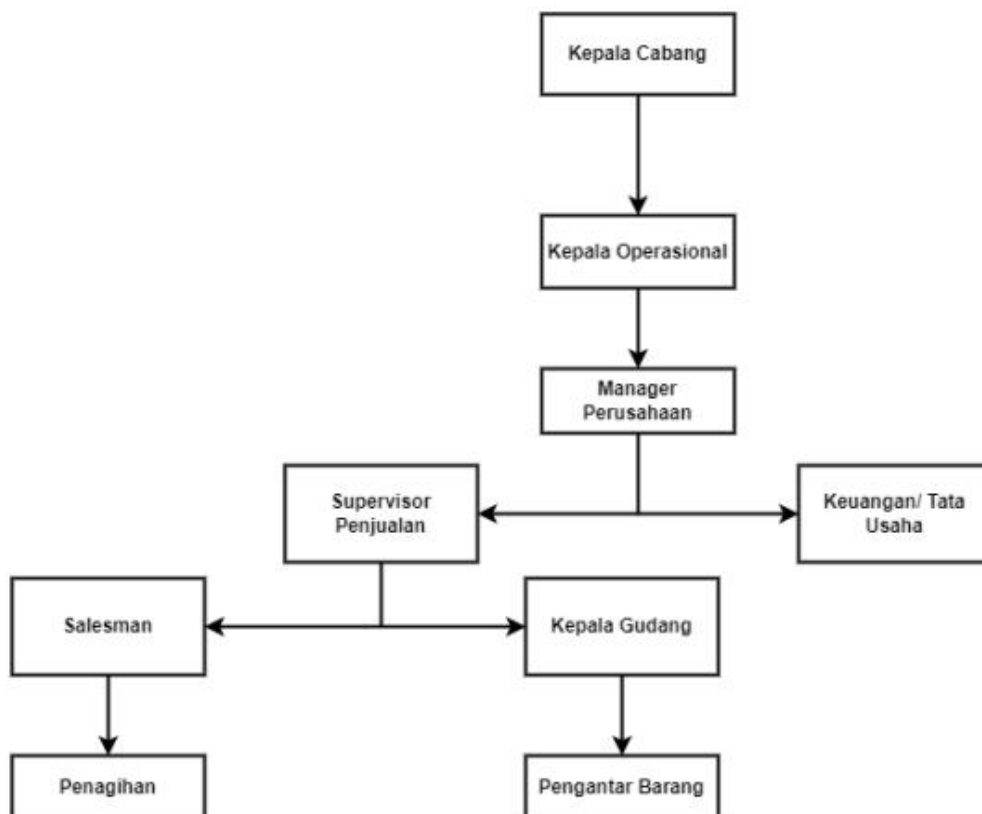 Kepala Cabang
Kepala Operasional
Manager
Perusahaan
Supervisor
Penjualan
Keuangan/ Tata
Usaha
Salesman
Kepala Gudang
Penagihan
Pengantar Barang